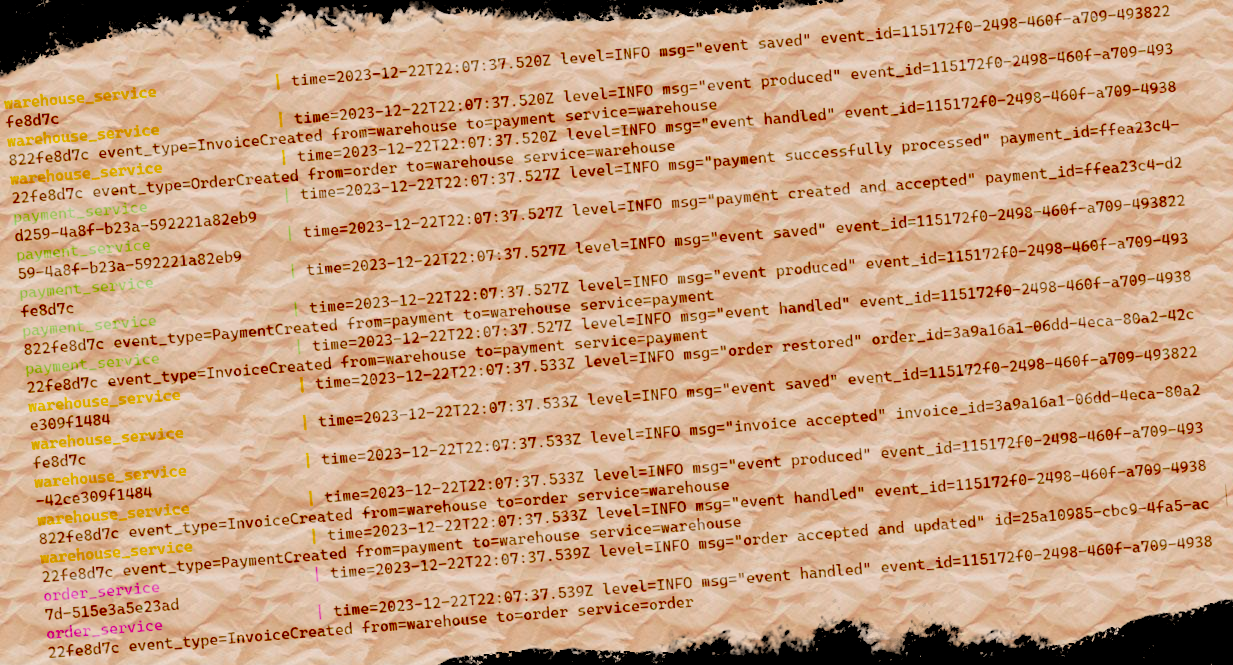 warehouse_service | time=2023-12-22T22:07:37.520Z level=INFO msg="event saved" event_id=115172f0-2498-460f-a709-493822
fe8d7c
warehouse_service | time=2023-12-22T22:07:37.520Z level=INFO msg="event produced" event_id=115172f0-2498-460f-a709-493
822fe8d7c event_type=InvoiceCreated from=warehouse to=payment service=warehouse
warehouse_service | time=2023-12-22T22:07:37.520Z level=INFO msg="event handled" event_id=115172f0-2498-460f-a709-4938
22fe8d7c event_type=OrderCreated from=order to=warehouse service=warehouse
payment_service | time=2023-12-22T22:07:37.527Z level=INFO msg="payment successfully processed" payment_id=ffea23c4-
d259-4a8f-b23a-592221a82eb9
payment_service | time=2023-12-22T22:07:37.527Z level=INFO msg="payment created and accepted" payment_id=ffea23c4-d2
59-4a8f-b23a-592221a82eb9
payment_service | time=2023-12-22T22:07:37.527Z level=INFO msg="event saved" event_id=115172f0-2498-460f-a709-493822
fe8d7c
payment_service | time=2023-12-22T22:07:37.527Z level=INFO msg="event produced" event_id=115172f0-2498-460f-a709-493
822fe8d7c event_type=PaymentCreated from=payment to=warehouse service=payment
payment_service | time=2023-12-22T22:07:37.527Z level=INFO msg="event handled" event_id=115172f0-2498-460f-a709-4938
22fe8d7c event_type=InvoiceCreated from=warehouse to=payment service=payment
warehouse_service | time=2023-12-22T22:07:37.533Z level=INFO msg="order restored" order_id=3a9a16a1-06dd-4eca-80a2-42c
e309f1484
warehouse_service | time=2023-12-22T22:07:37.533Z level=INFO msg="event saved" event_id=115172f0-2498-460f-a709-493822
fe8d7c
warehouse_service | time=2023-12-22T22:07:37.533Z level=INFO msg="invoice accepted" invoice_id=3a9a16a1-06dd-4eca-80a2
-42ce309f1484
warehouse_service | time=2023-12-22T22:07:37.533Z level=INFO msg="event produced" event_id=115172f0-2498-460f-a709-493
822fe8d7c event_type=InvoiceCreated from=warehouse to=order service=warehouse
warehouse_service | time=2023-12-22T22:07:37.533Z level=INFO msg="event handled" event_id=115172f0-2498-460f-a709-4938
22fe8d7c event_type=PaymentCreated from=payment to=warehouse service=warehouse
order_service | time=2023-12-22T22:07:37.539Z level=INFO msg="order accepted and updated" id=25a10985-cbc9-4fa5-ac
7d-515e3a5e23ad
order_service | time=2023-12-22T22:07:37.539Z level=INFO msg="event handled" event_id=115172f0-2498-460f-a709-4938
22fe8d7c event_type=InvoiceCreated from=warehouse to=order service=order